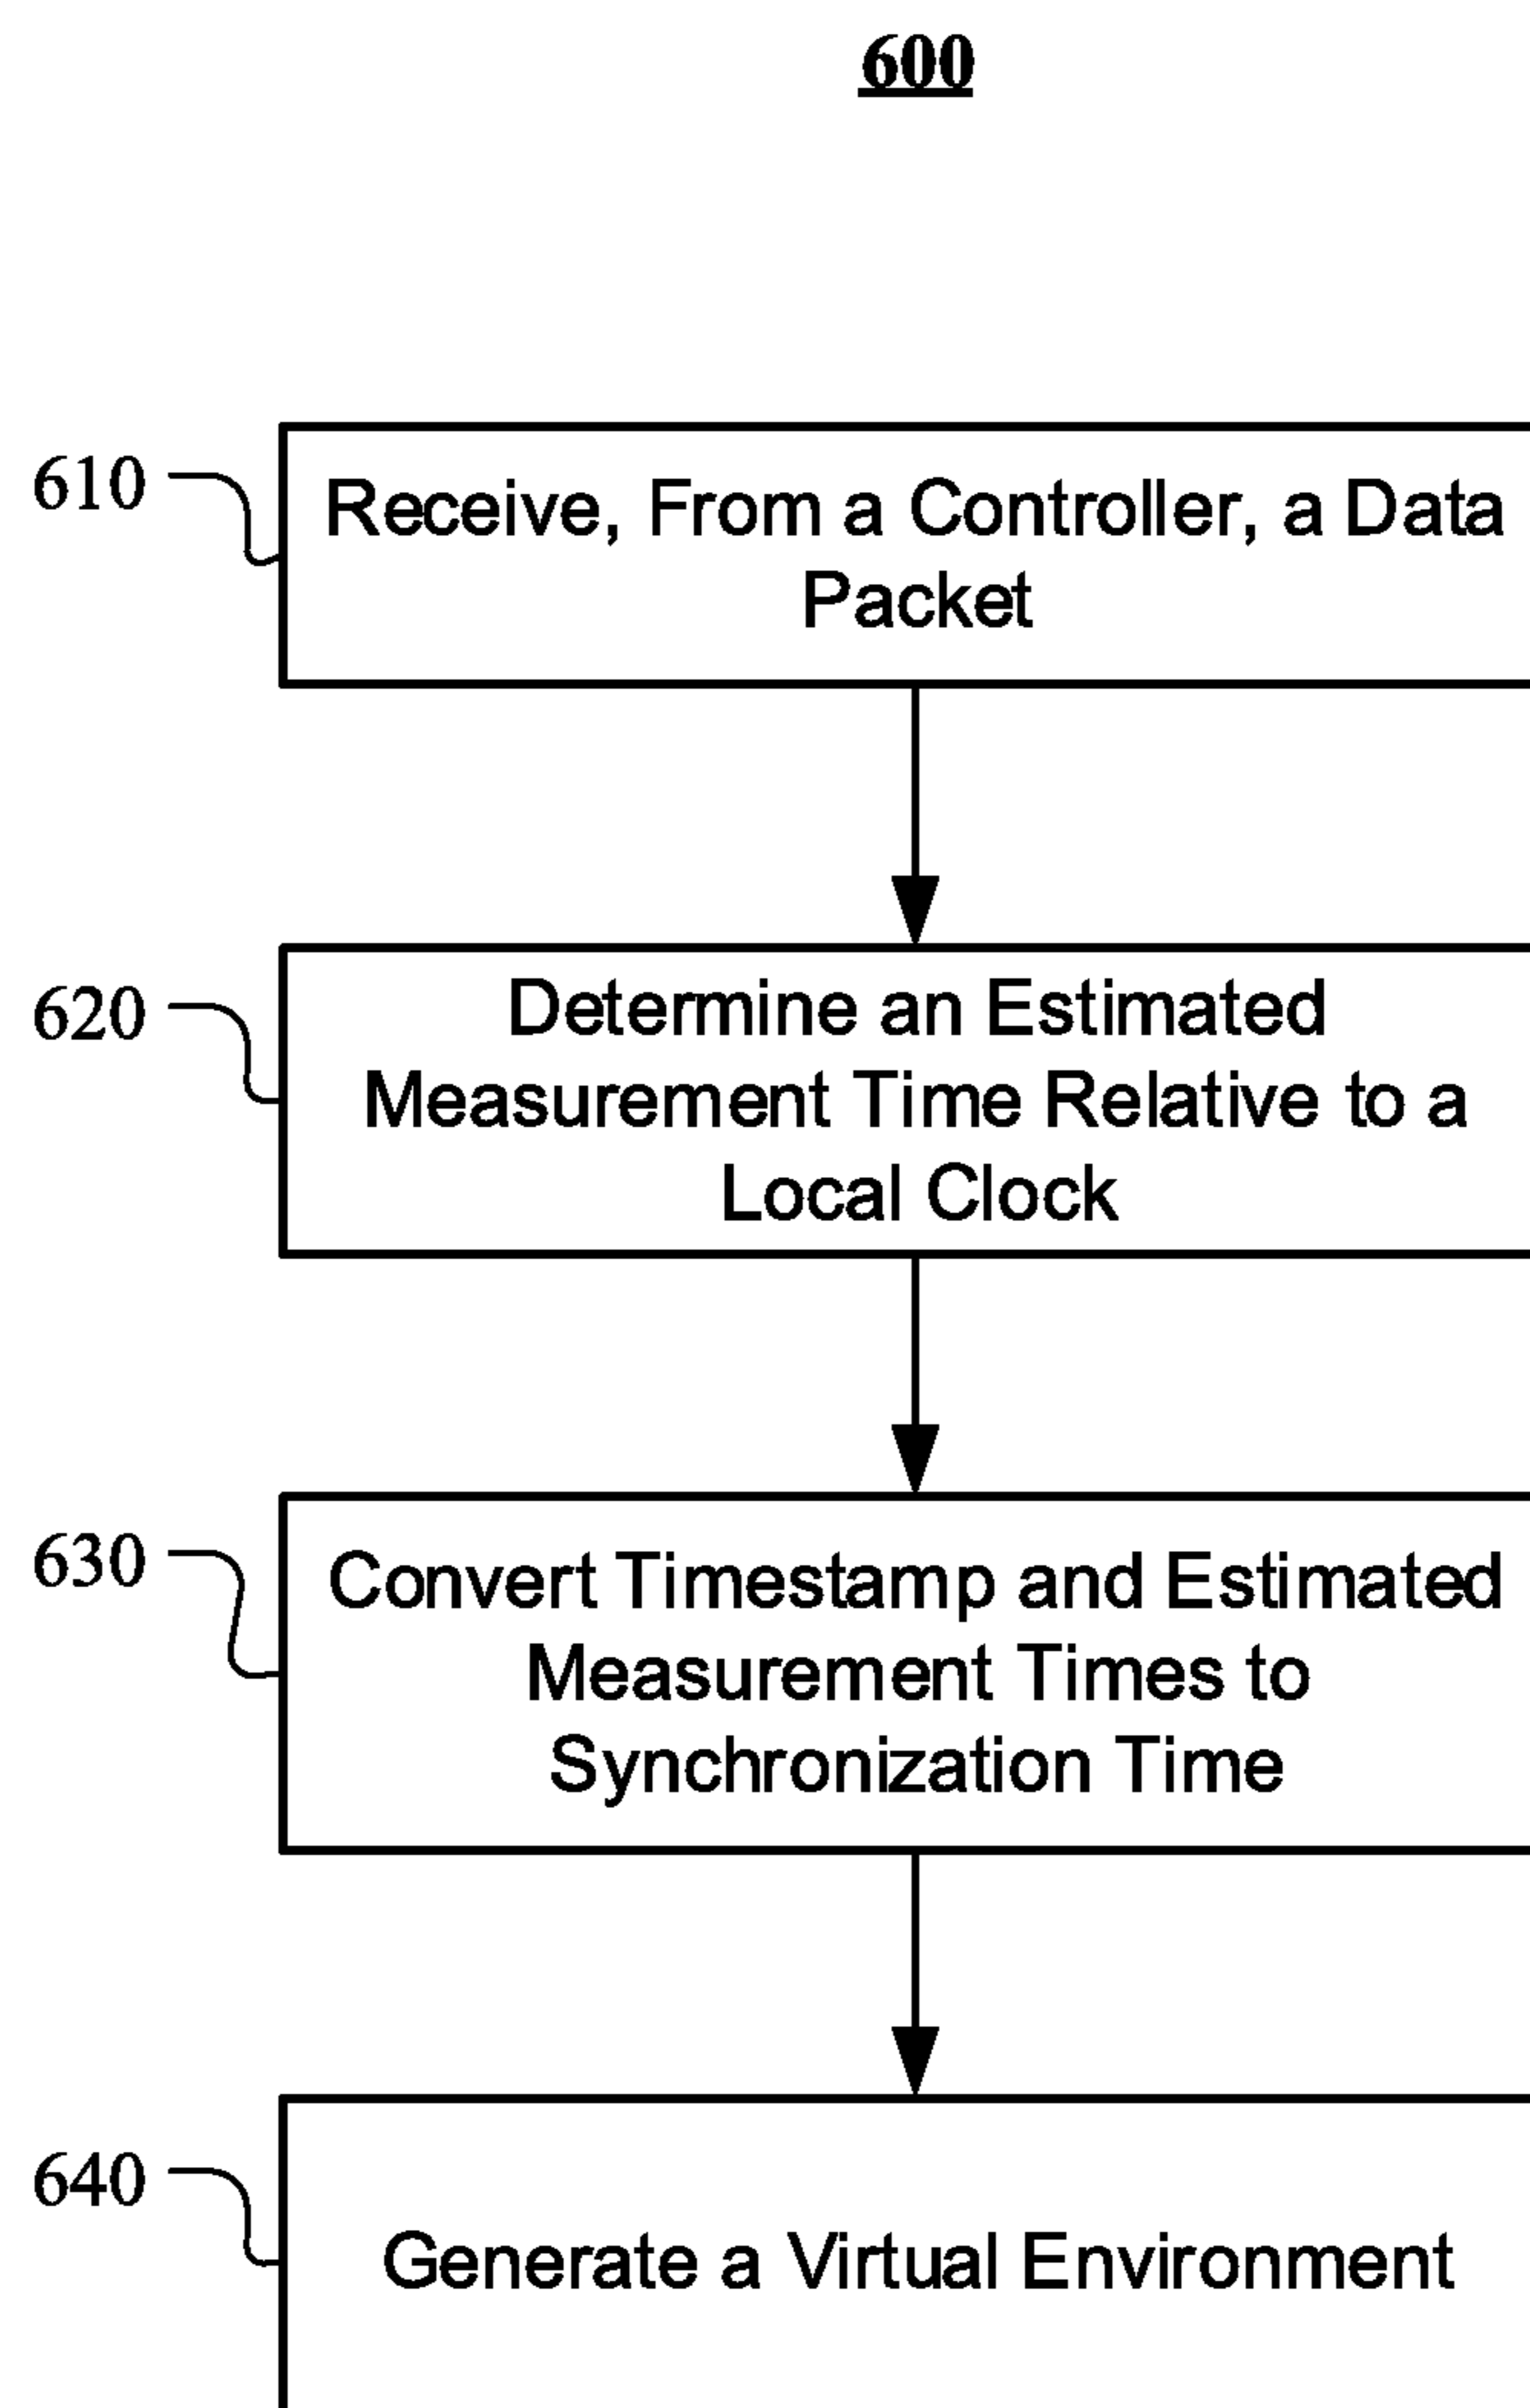 600
610
Receive, From a Controller, a Data
Packet
620
Determine an Estimated
Measurement Time Relative to a
Local Clock
630
Convert Timestamp and Estimated
Measurement Times to
Synchronization Time
640
Generate a Virtual Environment